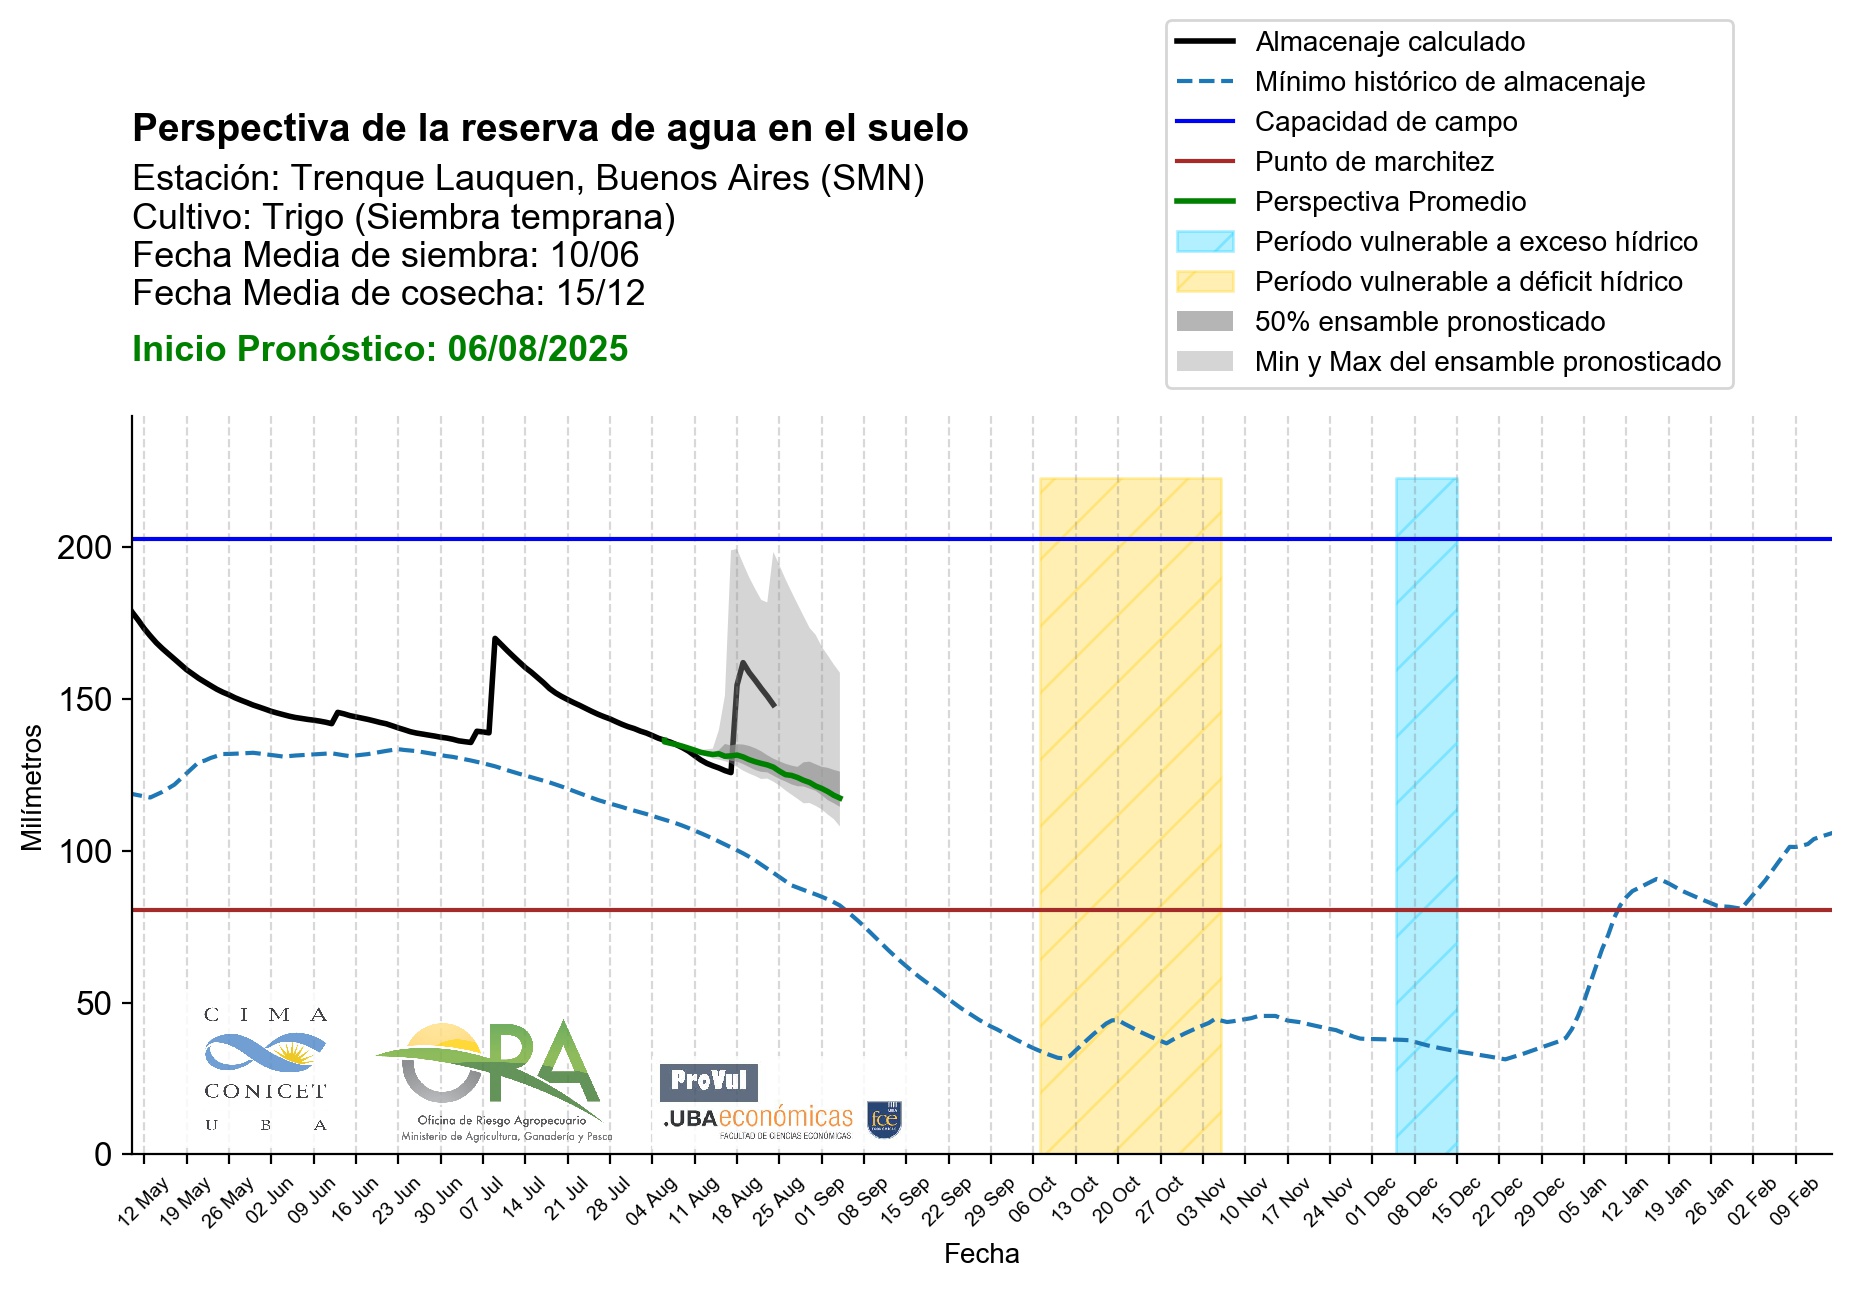 Almacenaje calculado
Mínimo histórico de almacenaje
Capacidad de campo
Punto de marchitez
Perspectiva Promedio
Período vulnerable a exceso hídrico
Período vulnerable a déficit hídrico
50% ensamble pronosticado
Min y Max del ensamble pronosticado
Perspectiva de la reserva de agua en el suelo
Estación: Trenque Lauquen, Buenos Aires (SMN)
Cultivo: Trigo (Siembra temprana)
Fecha Media de siembra: 10/06
Fecha Media de cosecha: 15/12
Inicio Pronóstico: 06/08/2025
Milímetros
200
150
100
50
0
CIMA
CONICET
UBA
ORA
Oficina de Riesgo Agropecuario
Ministerio de Agricultura, Ganadería y Pesca
ProVul
.UBAeconómicas
FACULTAD DE CIENCIAS ECONÓMICAS
fce
12 May
19 May
26 May
02 Jun
09 Jun
16 Jun
23 Jun
30 Jun
07 Jul
14 Jul
21 Jul
28 Jul
04 Aug
11 Aug
18 Aug
25 Aug
01 Sep
08 Sep
15 Sep
22 Sep
29 Sep
06 Oct
13 Oct
20 Oct
27 Oct
03 Nov
10 Nov
17 Nov
24 Nov
01 Dec
08 Dec
15 Dec
22 Dec
29 Dec
05 Jan
12 Jan
19 Jan
26 Jan
02 Feb
09 Feb
Fecha